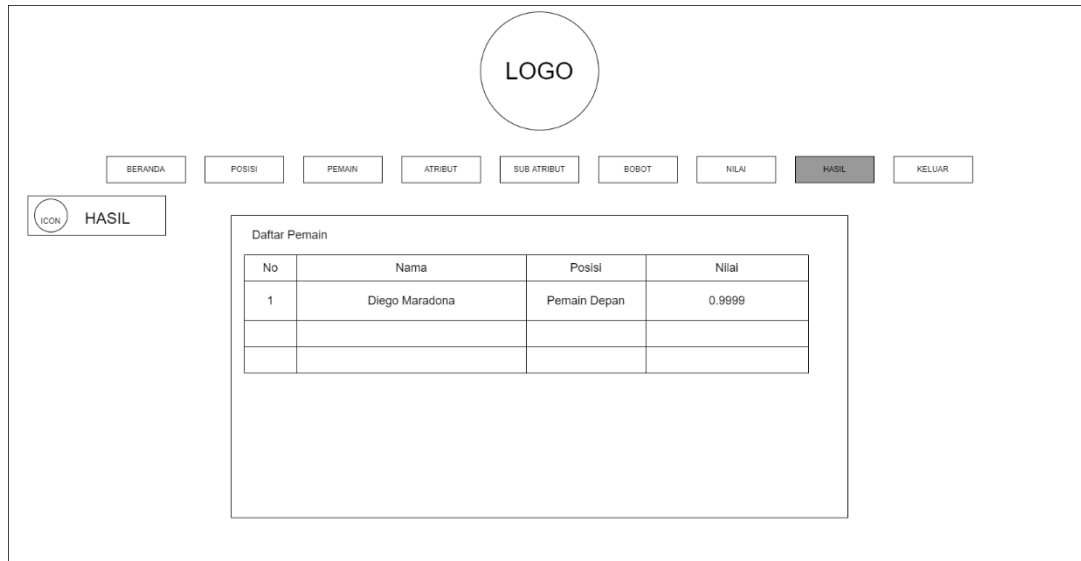 LOGO
BERANDA POSISI PEMAIN ATRIBUT SUB ATRIBUT BOBOT NILAI HASIL KELUAR
ICON HASIL
Daftar Pemain
No Nama Posisi Nilai
1 Diego Maradona Pemain Depan 0.9999